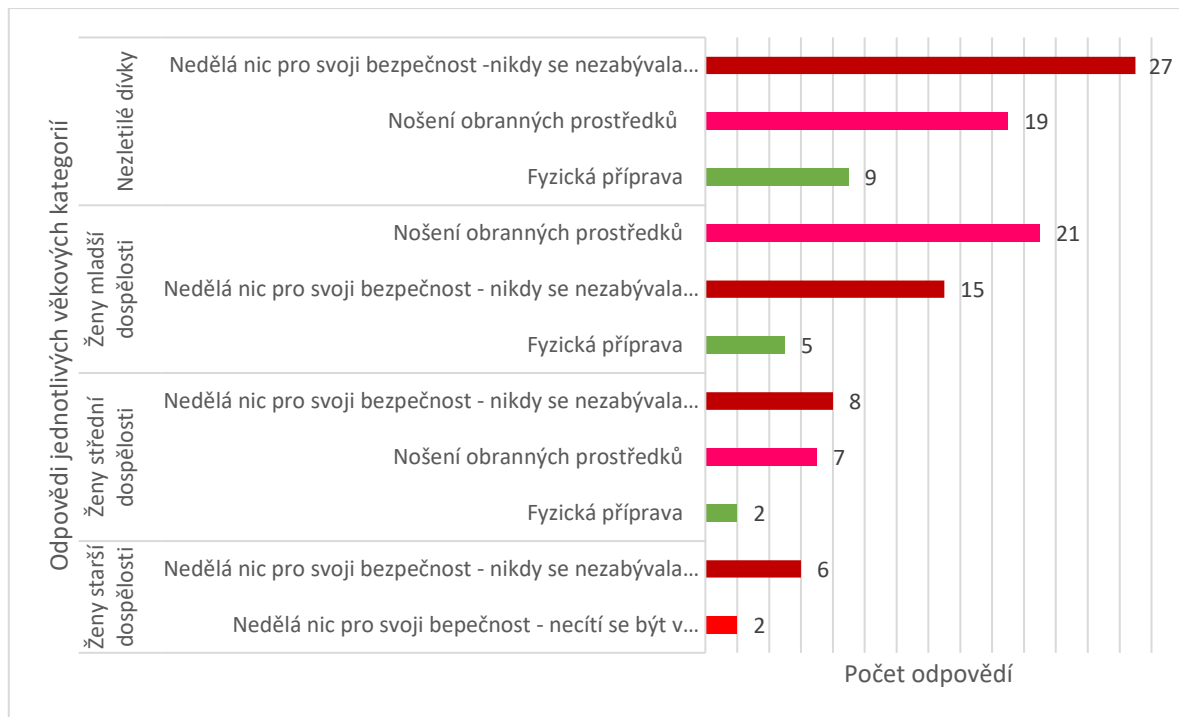 Odpovědi jednotlivých věkových kategorií
Nezletilé dívky
Nedělá nic pro svoji bezpečnost -nikdy se nezabývala...
27
Nošení obranných prostředků
19
Fyzická příprava
9
Ženy mladší
dospělosti
Nošení obranných prostředků
21
Nedělá nic pro svoji bezpečnost - nikdy se nezabývala...
15
Fyzická příprava
5
Ženy střední
dospělosti
Nedělá nic pro svoji bezpečnost - nikdy se nezabývala...
8
Nošení obranných prostředků
7
Fyzická příprava
2
Ženy starší
dospělosti
Nedělá nic pro svoji bezpečnost - nikdy se nezabývala...
6
Nedělá nic pro svoji bepečnost - necítí se být v...
2
Počet odpovědí